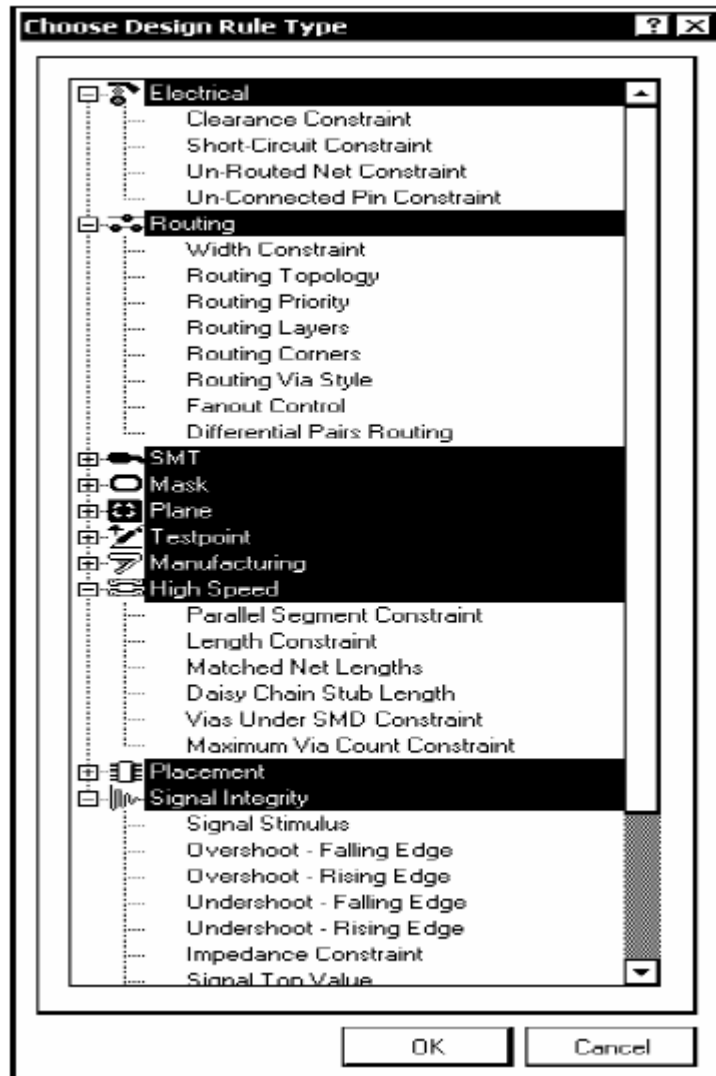 Choose Design Rule Type
Electrical
Clearance Constraint
Short-Circuit Constraint
Un-Routed Net Constraint
Un-Connected Pin Constraint
Routing
Width Constraint
Routing Topology
Routing Priority
Routing Layers
Routing Corners
Routing Via Style
Fanout Control
Differential Pairs Routing
SMT
Mask
Plane
Testpoint
Manufacturing
High Speed
Parallel Segment Constraint
Length Constraint
Matched Net Lengths
Daisy Chain Stub Length
Vias Under SMD Constraint
Maximum Via Count Constraint
Placement
Signal Integrity
Signal Stimulus
Overshoot - Falling Edge
Overshoot - Rising Edge
Undershoot - Falling Edge
Undershoot - Rising Edge
Impedance Constraint
Signal Top Value
OK Cancel